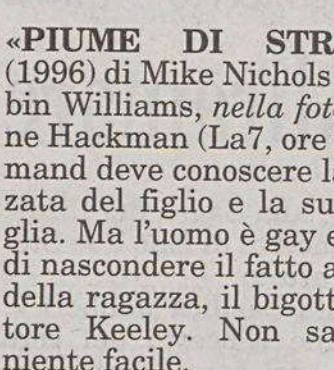 «PIUME DI STR
(1996) di Mike Nichols
bin Williams, nella fot
ne Hackman (La7, ore
mand deve conoscere l
zata del figlio e la su
glia. Ma l'uomo è gay e
di nascondere il fatto a
della ragazza, il bigott
tore Keeley. Non sa
niente facile.